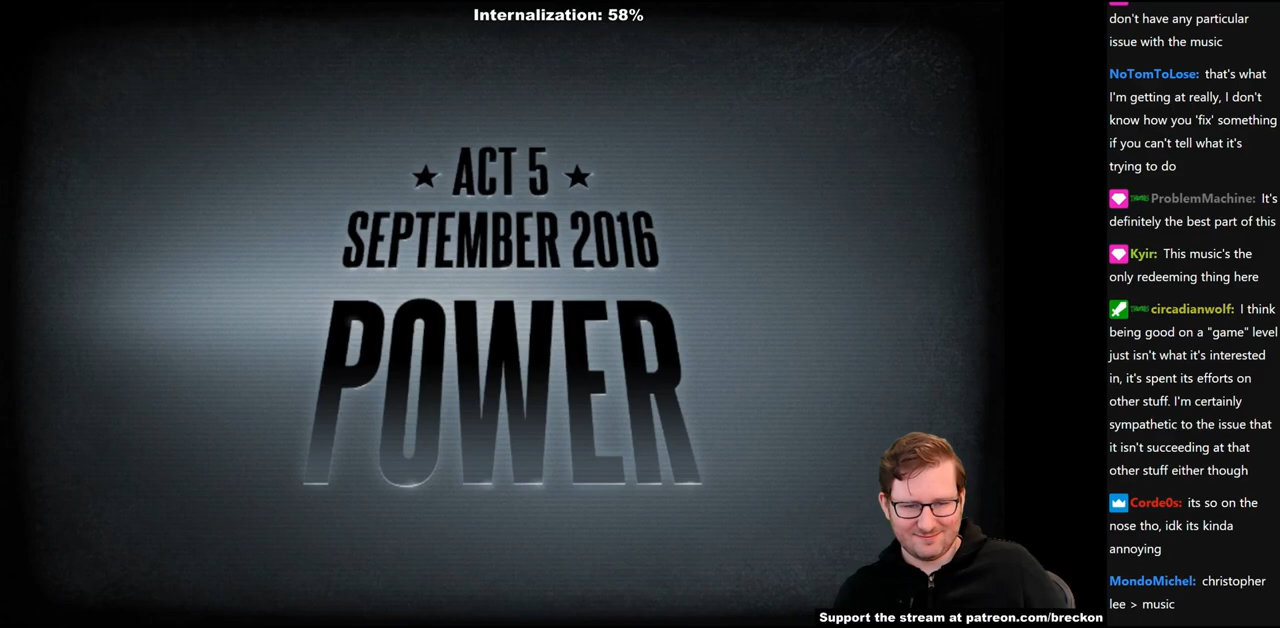 Internalization: 58%
★ ACT 5 ★
SEPTEMBER 2016
POWER
Support the stream at patreon.com/breckon
don't have any particular
issue with the music
NoTomToLose: that's what
I'm getting at really, I don't
know how you 'fix' something
if you can't tell what it's
trying to do
ProblemMachine: It's
definitely the best part of this
Kyir: This music's the
only redeeming thing here
circadianwolf: I think
being good on a "game" level
just isn't what it's interested
in, it's spent its efforts on
other stuff. I'm certainly
sympathetic to the issue that
it isn't succeeding at that
other stuff either though
Corde0s: its so on the
nose tho, idk its kinda
annoying
MondoMichel: christopher
lee > music